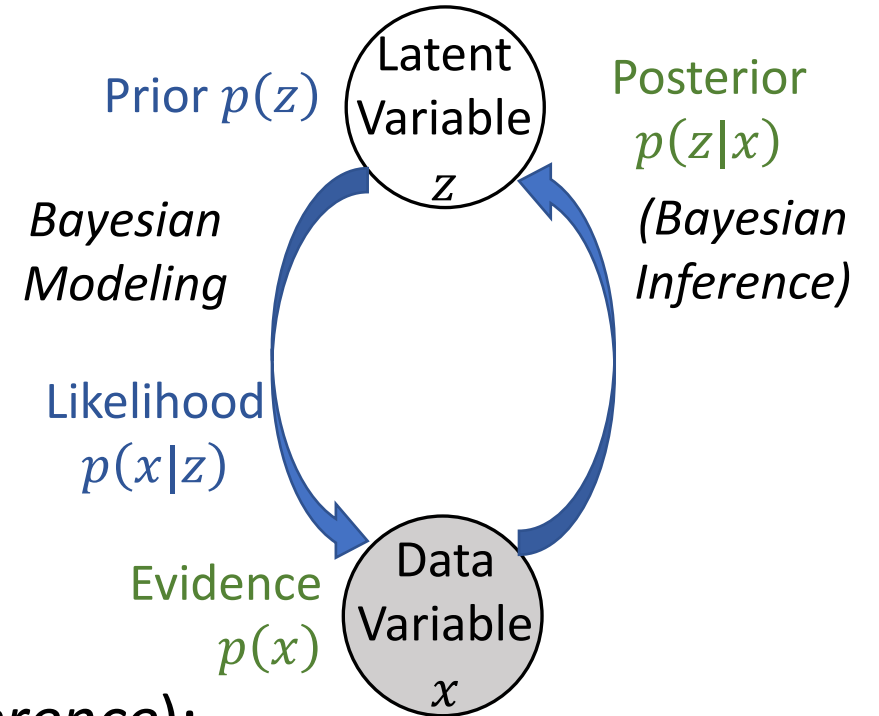 Latent
Variable
z
Prior p(z)
Posterior
p(z|x)
Bayesian
Modeling
(Bayesian
Inference)
Likelihood
p(x|z)
Evidence
p(x)
Data
Variable
x